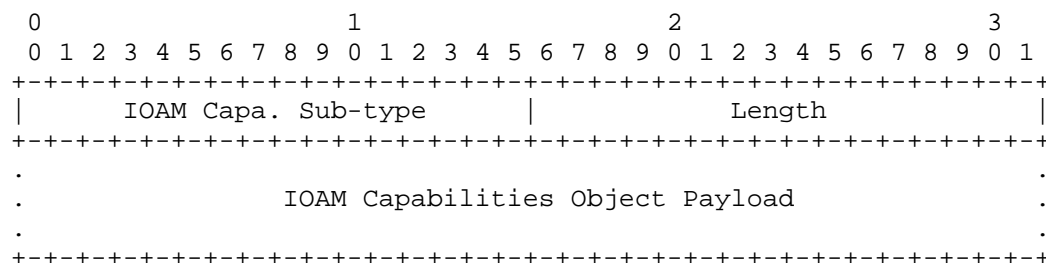 0                   1                   2                   3
 0 1 2 3 4 5 6 7 8 9 0 1 2 3 4 5 6 7 8 9 0 1 2 3 4 5 6 7 8 9 0 1
+-+-+-+-+-+-+-+-+-+-+-+-+-+-+-+-+-+-+-+-+-+-+-+-+-+-+-+-+-+-+-+-+
|      IOAM Capa. Sub-type      |            Length             |
+-+-+-+-+-+-+-+-+-+-+-+-+-+-+-+-+-+-+-+-+-+-+-+-+-+-+-+-+-+-+-+-+
.                                                               .
.                IOAM Capabilities Object Payload               .
.                                                               .
+-+-+-+-+-+-+-+-+-+-+-+-+-+-+-+-+-+-+-+-+-+-+-+-+-+-+-+-+-+-+-+-+